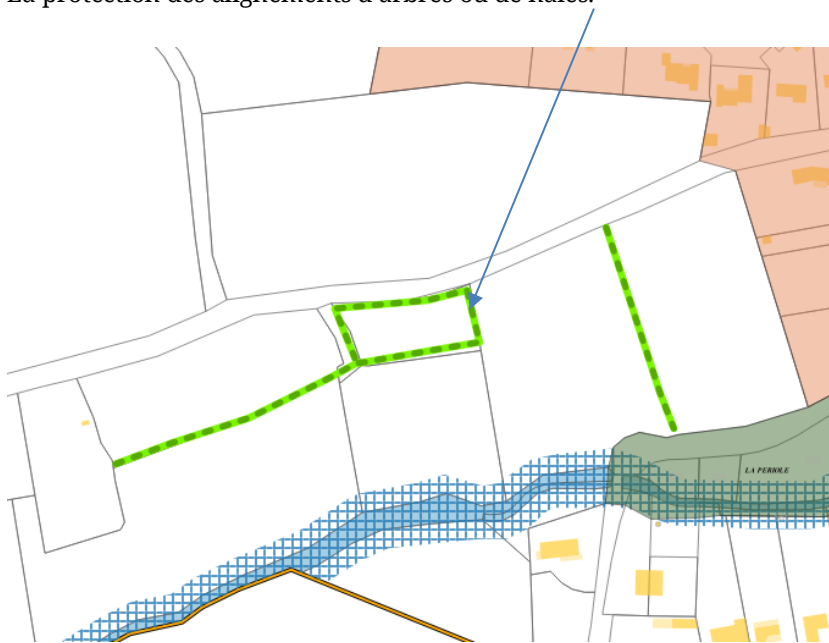 La protection des alignements d'arbres ou de haies.
LA PERIOLE